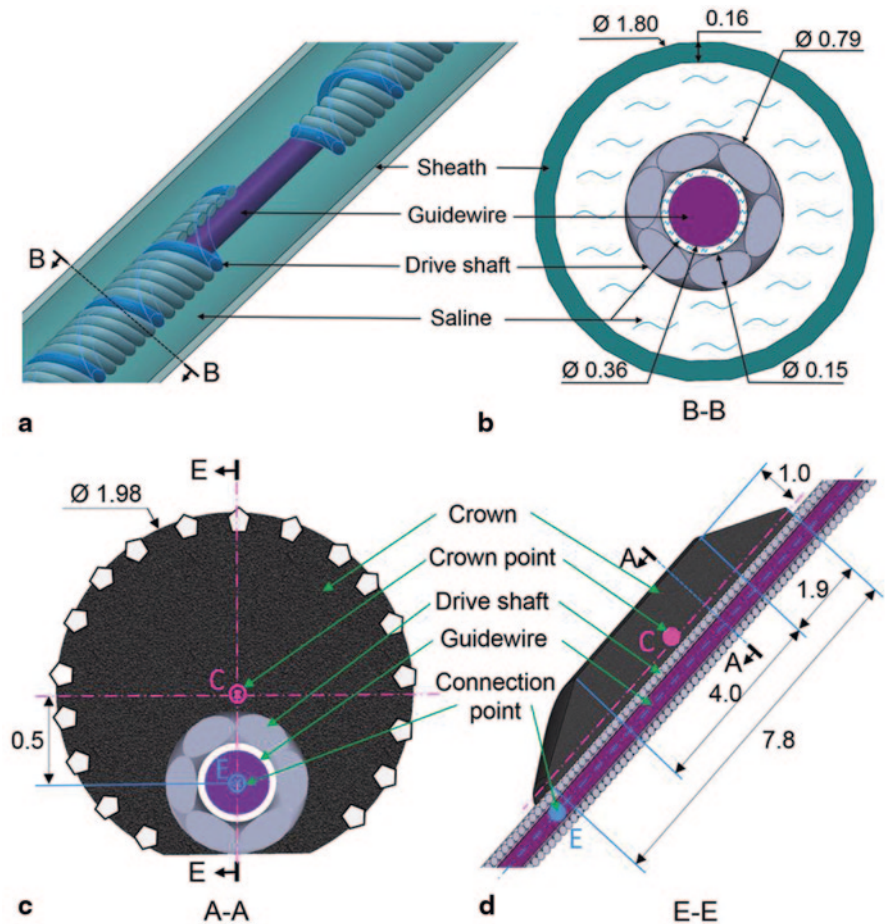 Ø 1.80
0.16
Ø 0.79
Sheath
Guidewire
Drive shaft
Saline
B
B
Ø 0.36
Ø 0.15
a
b
B-B
E
Ø 1.98
Crown
Crown point
Drive shaft
Guidewire
Connection
point
C
0.5
E
E
1.0
A
C
1.9
A
4.0
7.8
E
c
A-A
d
E-E